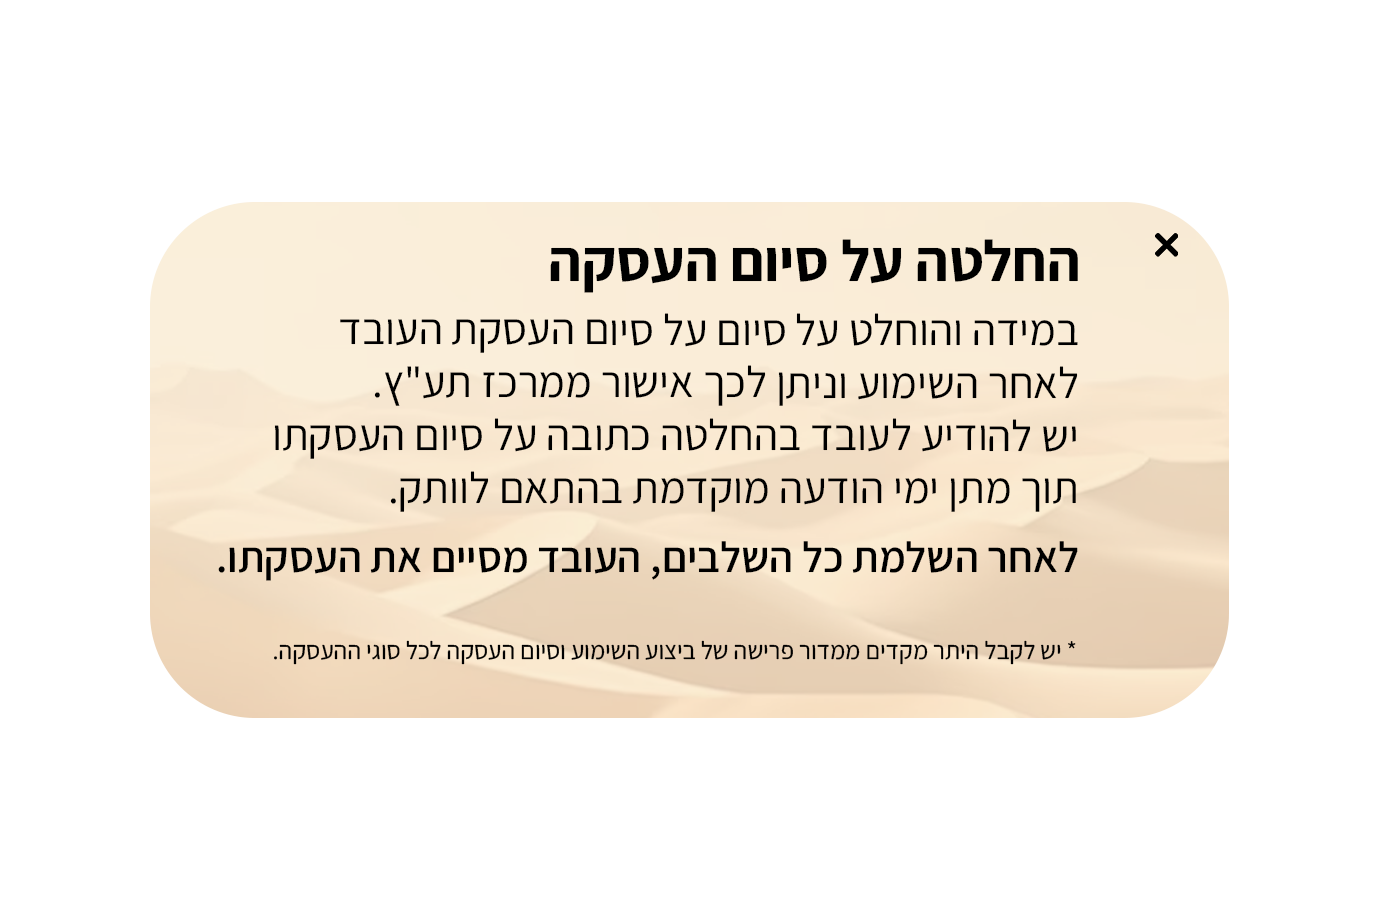 החלטה על סיום העסקה
במידה והוחלט על סיום על סיום העסקת העובד
לאחר השימוע וניתן לכך אישור ממרכז תע"ץ.
יש להודיע לעובד בהחלטה כתובה על סיום העסקתו
תוך מתן ימי הודעה מוקדמת בהתאם לוותק.
לאחר השלמת כל השלבים, העובד מסיים את העסקתו.
* יש לקבל היתר מקדים ממדור פרישה של ביצוע השימוע וסיום העסקה לכל סוגי ההעסקה.